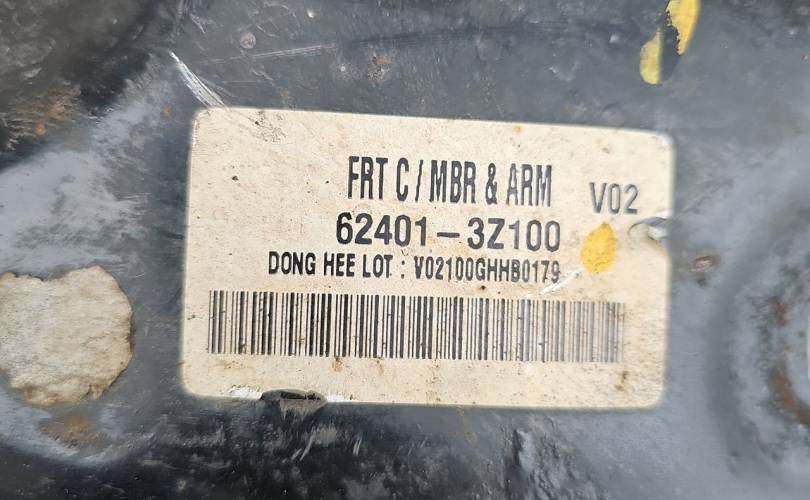 FRT C/MBR & ARM V02
62401-3Z100
DONG HEE LOT : V02100GHHB0179